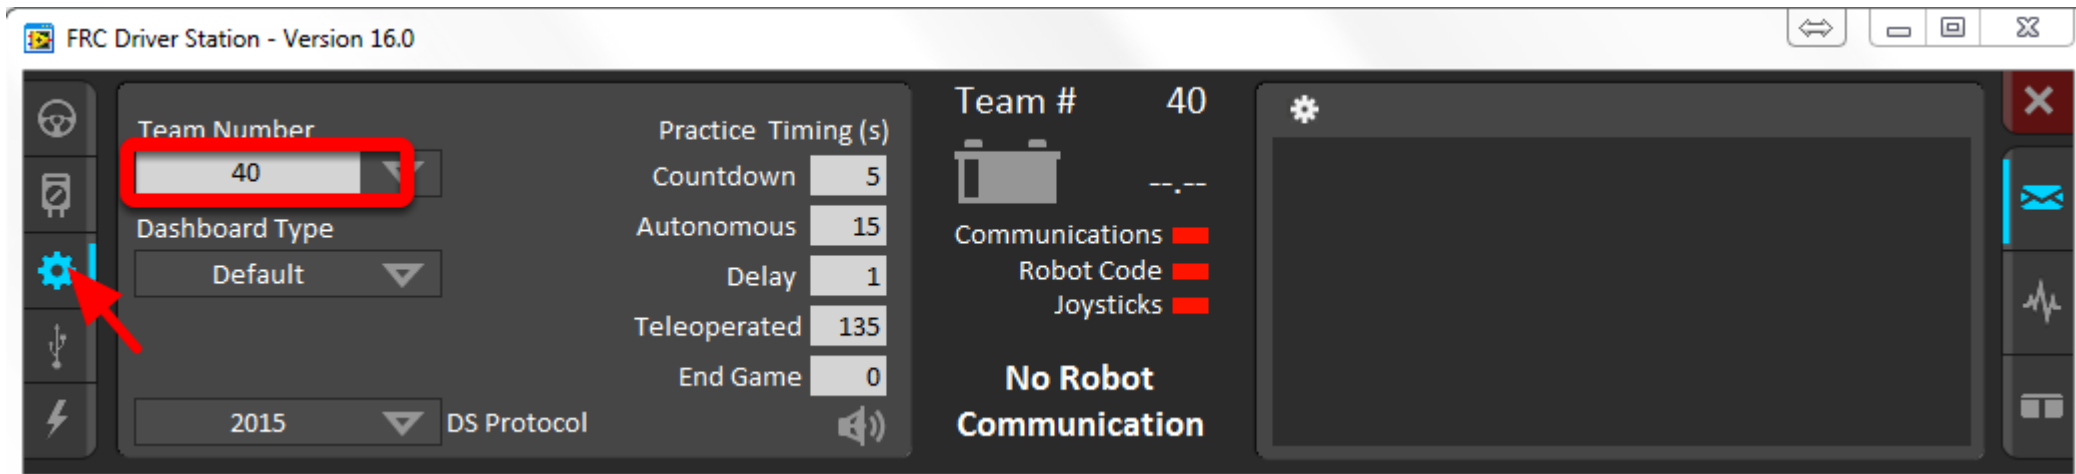 FRC Driver Station - Version 16.0
Team Number
40
Dashboard Type
Default
2015 DS Protocol
Practice Timing (s)
Countdown 5
Autonomous 15
Delay 1
Teleoperated 135
End Game 0
Team # 40
--.--
Communications
Robot Code
Joysticks
No Robot
Communication